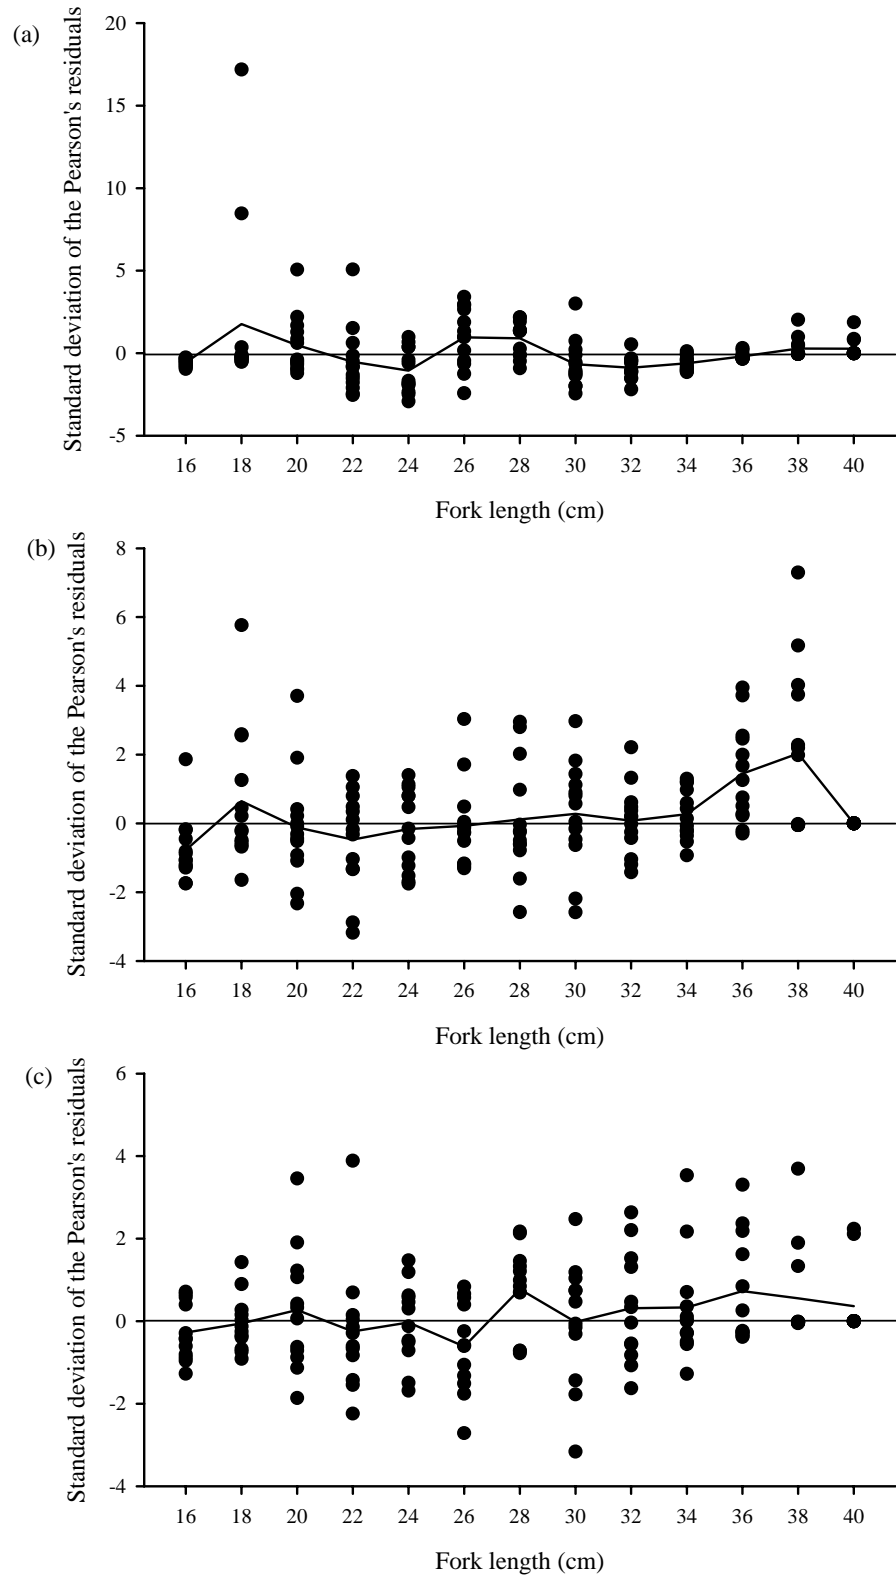 (a)
Standard deviation of the Pearson's residuals
20
15
10
5
0
-5
16 18 20 22 24 26 28 30 32 34 36 38 40
Fork length (cm)
(b)
Standard deviation of the Pearson's residuals
8
6
4
2
0
-2
-4
16 18 20 22 24 26 28 30 32 34 36 38 40
Fork length (cm)
(c)
Standard deviation of the Pearson's residuals
6
4
2
0
-2
-4
16 18 20 22 24 26 28 30 32 34 36 38 40
Fork length (cm)